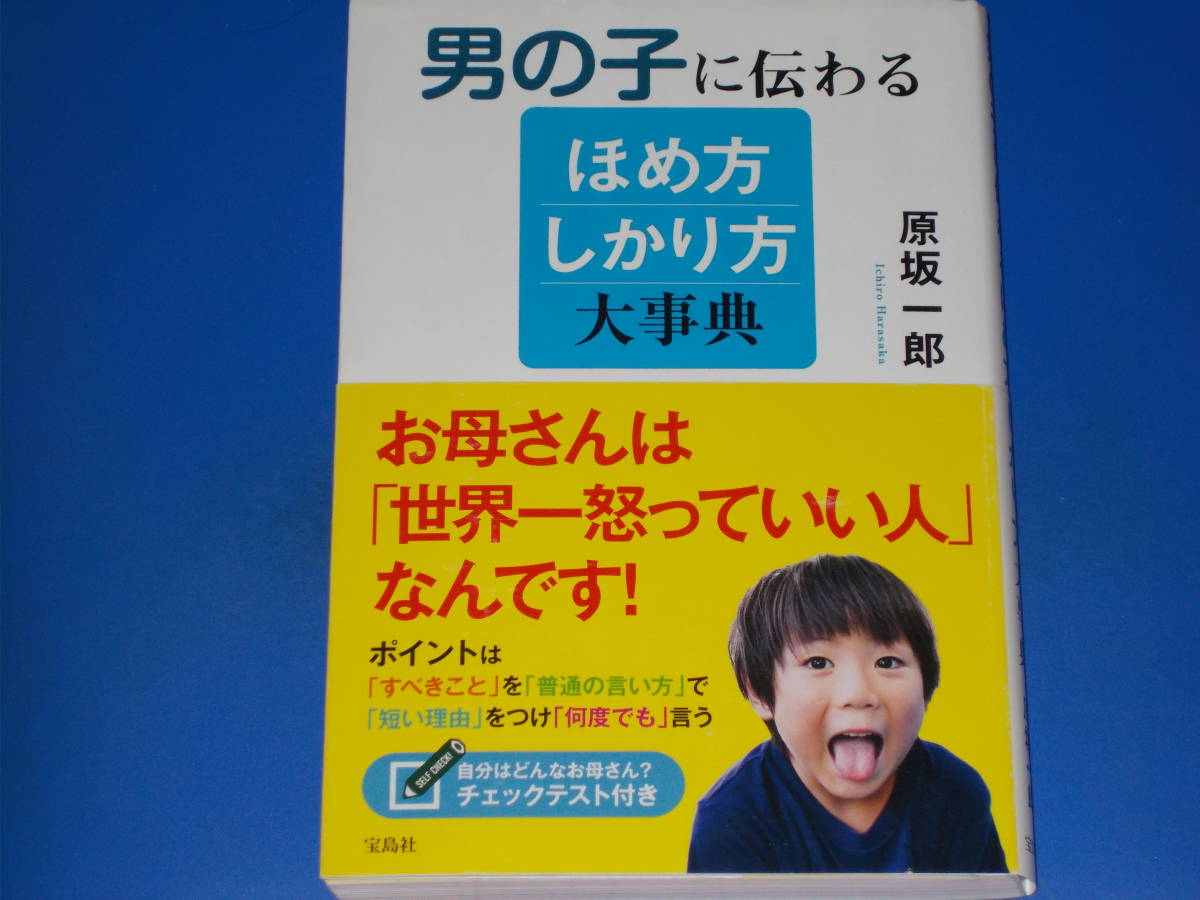 男の子に伝わる
ほめ方
しかり方
大事典
原坂一郎
Ichiro Harasaka
お母さんは
「世界一怒っていい人」
なんです!
ポイントは
「すべきこと」を「普通の言い方」で
「短い理由」をつけ「何度でも」言う
SELF CHECK!
自分はどんなお母さん?
チェックテスト付き
宝島社